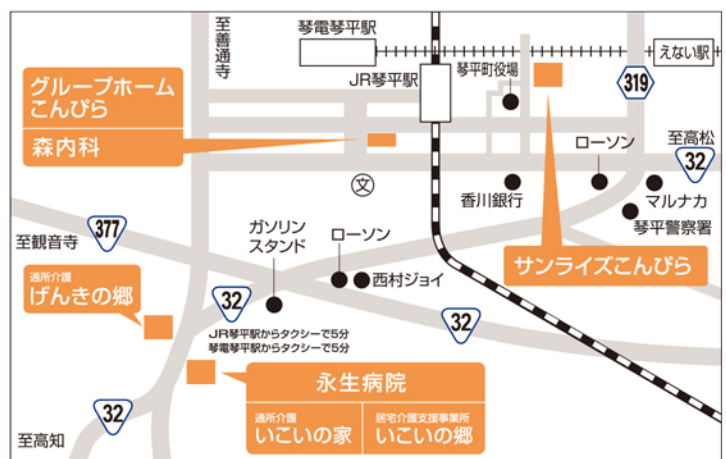 至善通寺
琴電琴平駅
えない駅
JR琴平駅
琴平町役場
319
グループホーム
こんぴら
森内科
至高松
32
ローソン
文
香川銀行
マルナカ
琴平警察署
377
至観音寺
ガソリン
スタンド
ローソン
西村ジョイ
サンライズこんぴら
通所介護
げんきの郷
32
32
JR琴平駅からタクシーで5分
琴電琴平駅からタクシーで5分
永生病院
通所介護
いこいの家
居宅介護支援事業所
いこいの郷
32
至高知